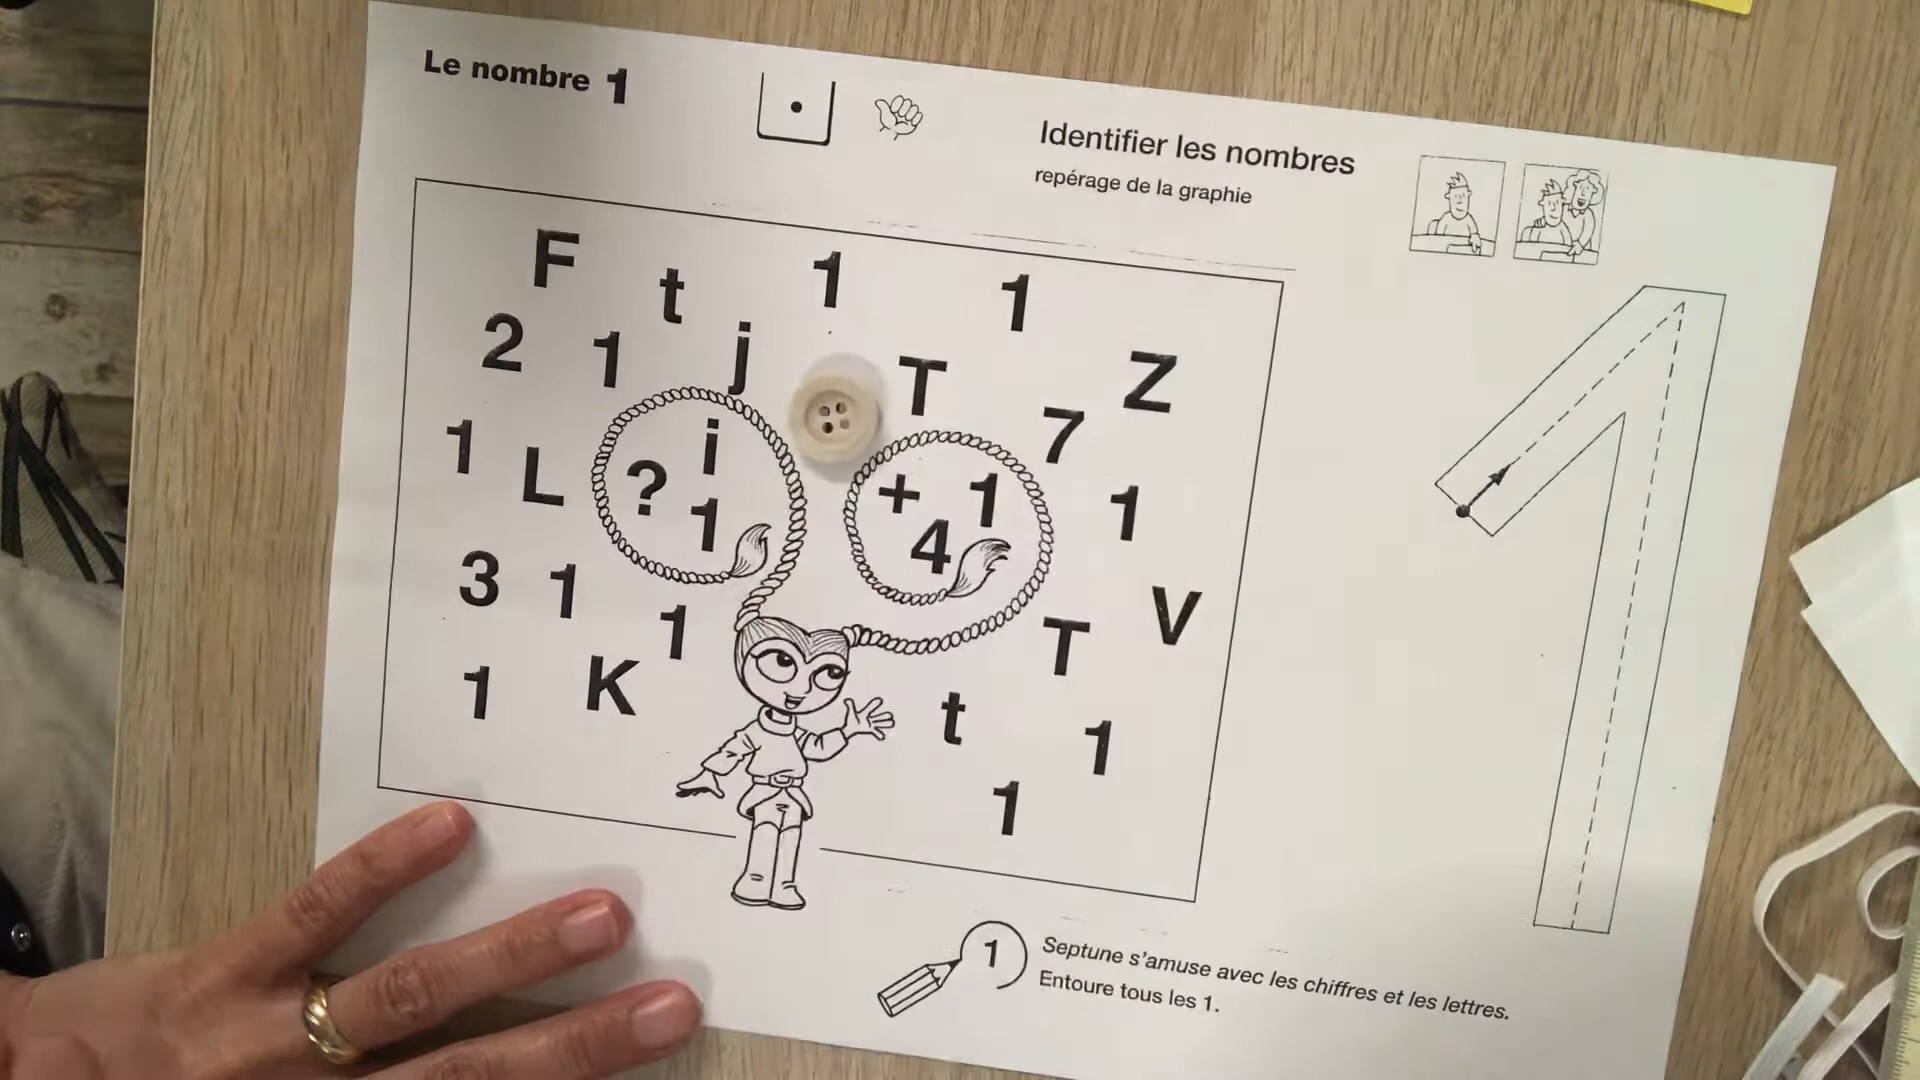 Le nombre 1
Identifier les nombres
repérage de la graphie
F t 1 1
2 1 j T Z
1 L ? i 1 + 1 4 7 1
3 1 1 T V
1 K t 1
1
1
Septune s'amuse avec les chiffres et les lettres.
Entoure tous les 1.